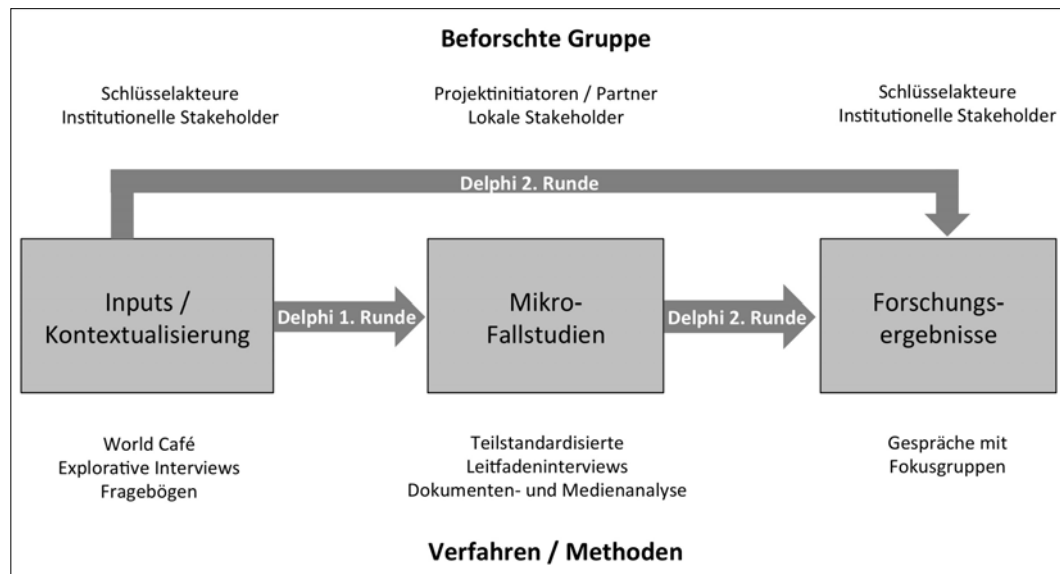 Beforschte Gruppe
Schlüsselakteure
Institutionelle Stakeholder
Projektinitiatoren / Partner
Lokale Stakeholder
Schlüsselakteure
Institutionelle Stakeholder
Delphi 2. Runde
Inputs /
Kontextualisierung
Delphi 1. Runde
Mikro-
Fallstudien
Delphi 2. Runde
Forschungs-
ergebnisse
World Café
Explorative Interviews
Fragebögen
Teilstandardisierte
Leitfadeninterviews
Dokumenten- und Medienanalyse
Gespräche mit
Fokusgruppen
Verfahren / Methoden